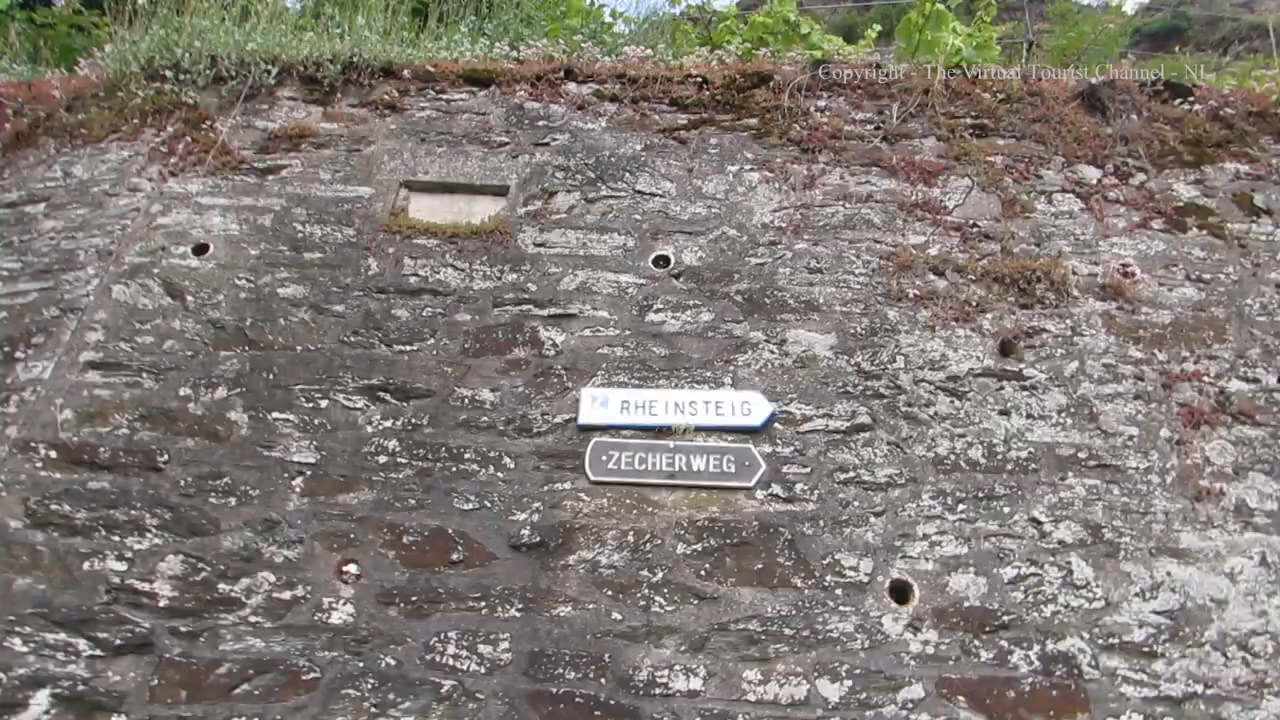 Copyright - The Virtual Tourist Channel - NL
RHEINSTEIG
·ZECHERWEG·